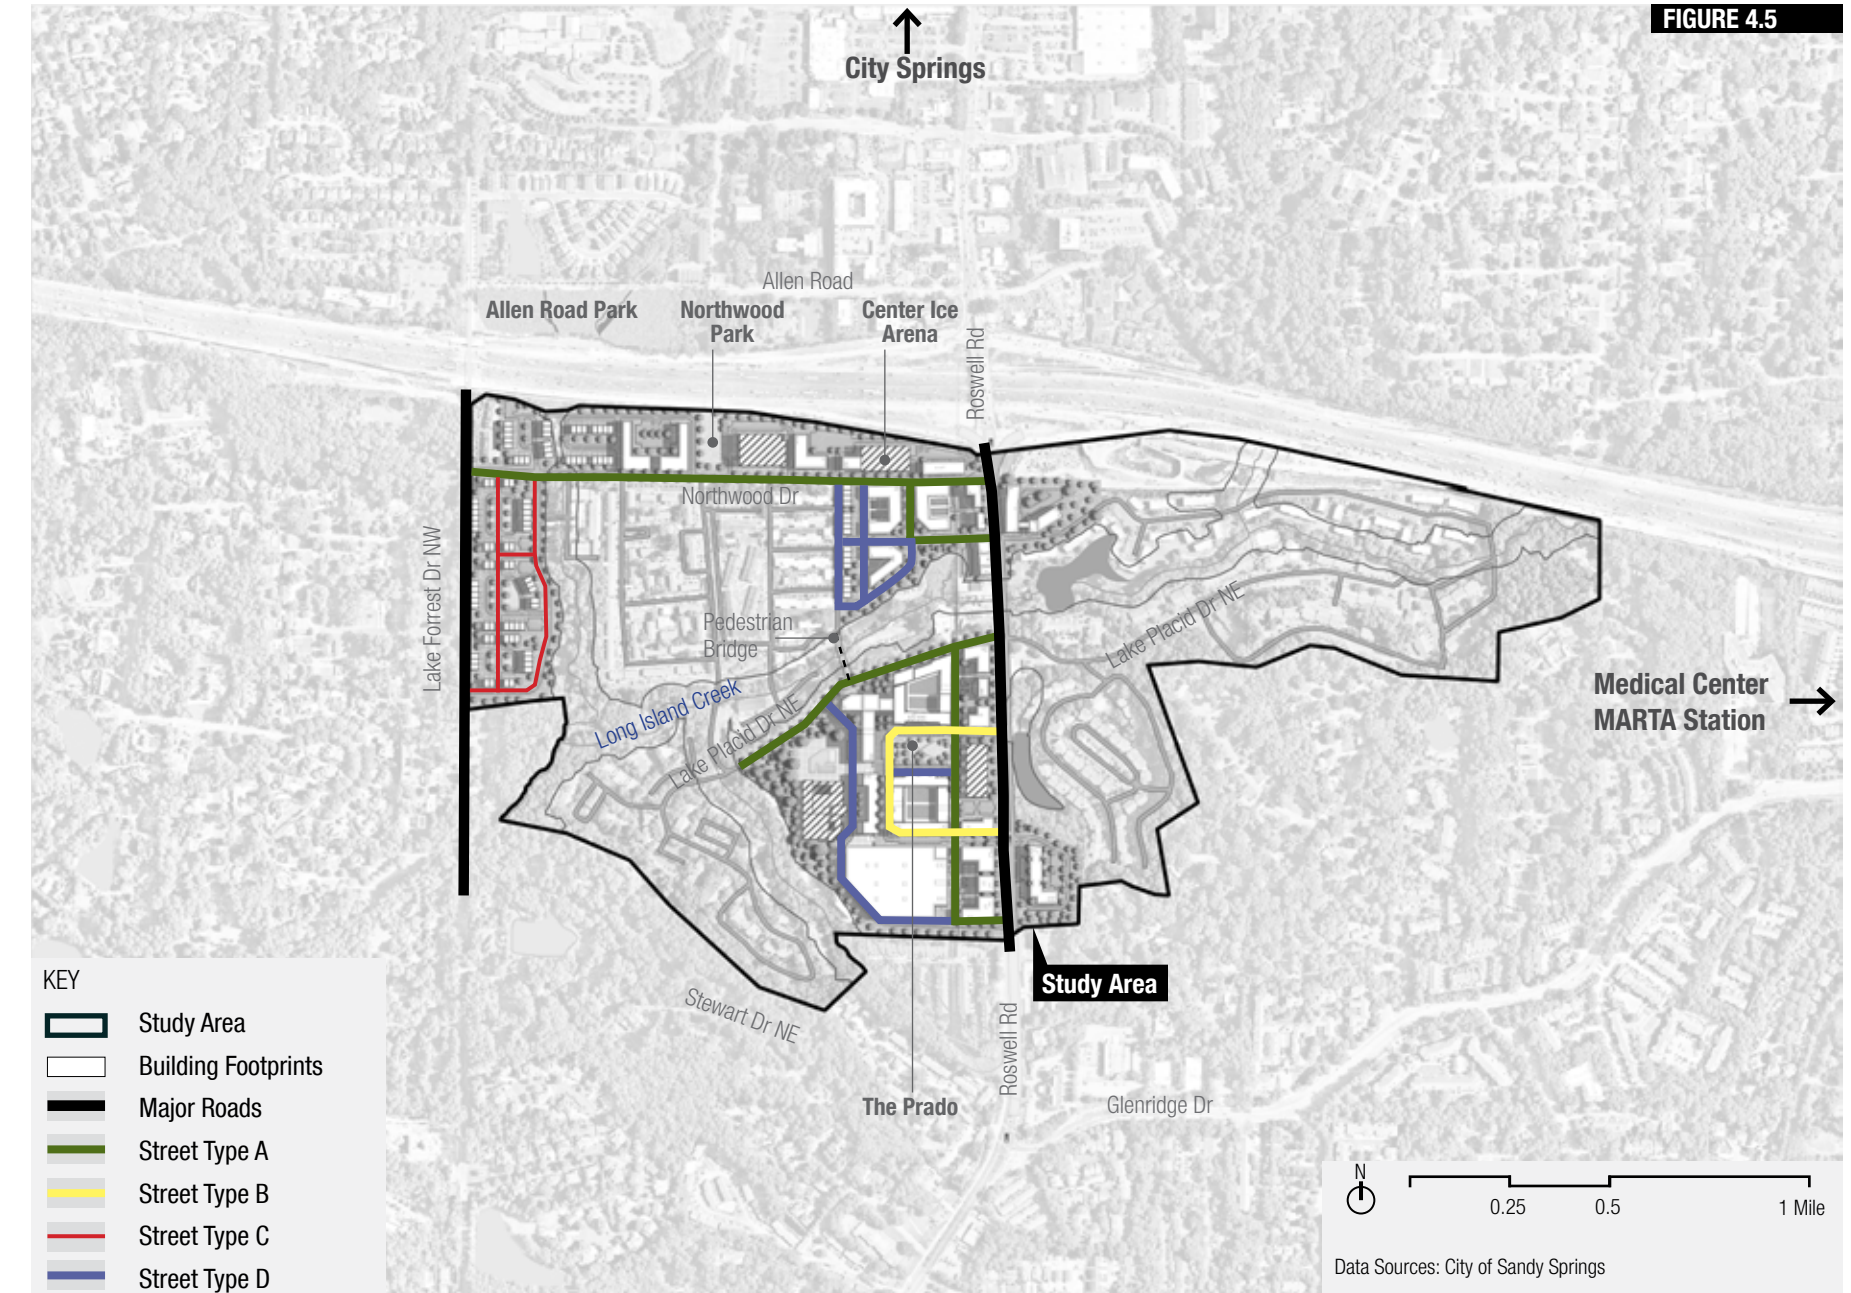 FIGURE 4.5
City Springs
Allen Road
Allen Road Park
Northwood
Park
Center Ice
Arena
Roswell Rd
Northwood Dr
Lake Forrest Dr NW
Pedestrian
Bridge
Lake Placid Dr NE
Long Island Creek
Lake Placid Dr NE
Medical Center
MARTA Station
Study Area
Stewart Dr NE
Roswell Rd
The Prado
Glenridge Dr
KEY
Study Area
Building Footprints
Major Roads
Street Type A
Street Type B
Street Type C
Street Type D
N
0.25
0.5
1 Mile
Data Sources: City of Sandy Springs